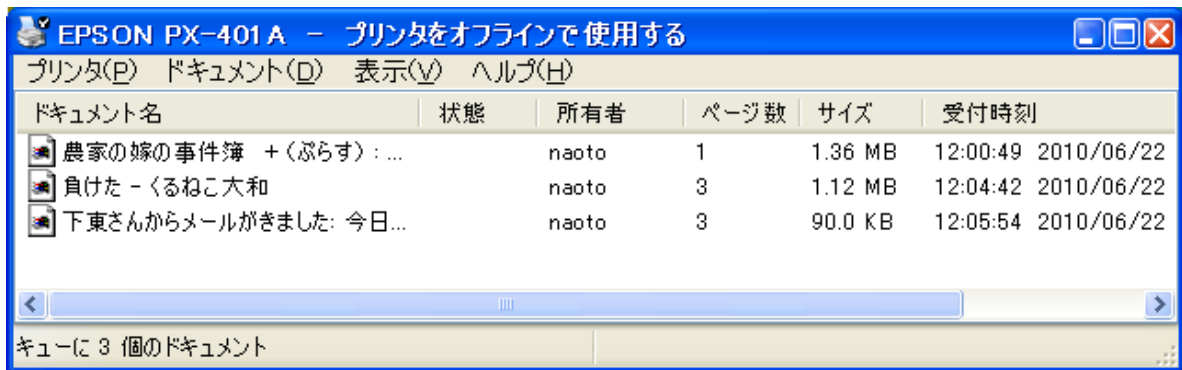 EPSON PX-401A － プリンタをオフラインで使用する
プリンタ(P) ドキュメント(D) 表示(V) ヘルプ(H)
ドキュメント名 状態 所有者 ページ数 サイズ 受付時刻
農家の嫁の事件簿 +（ぷらす）: ... naoto 1 1.36 MB 12:00:49 2010/06/22
負けた - くるねこ大和 naoto 3 1.12 MB 12:04:42 2010/06/22
下東さんからメールがきました: 今日... naoto 3 90.0 KB 12:05:54 2010/06/22
キューに 3 個のドキュメント